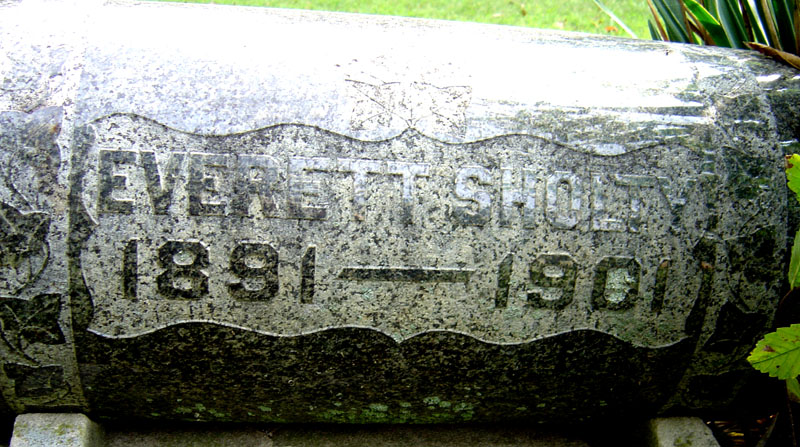 EVERETT SHOLTY
1891 — 1901